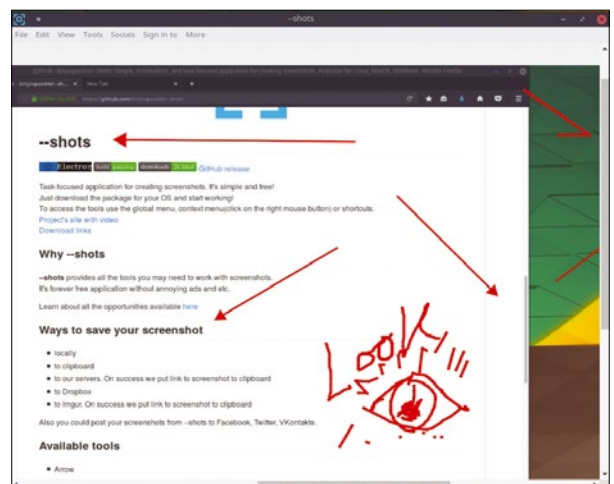 --shots
File Edit View Tools Socials Sign in to More
New Tab
--shots
Electron build passing downloads GitHub release
Task-focused application for creating screenshots. It's simple and free!
Just download the package for your OS and start working!
To access the tools use the global menu, context menu(click on the right mouse button) or shortcuts.
Project's site with video
Download links
Why --shots
--shots provides all the tools you may need to work with screenshots.
It's forever free application without annoying ads and etc.
Learn about all the opportunities available here
Ways to save your screenshot
locally
to clipboard
to our servers. On success we put link to screenshot to clipboard
to Dropbox
to Imgur. On success we put link to screenshot to clipboard
Also you could post your screenshots from --shots to Facebook, Twitter, VKontakte.
Available tools
Arrow
LooK!!!